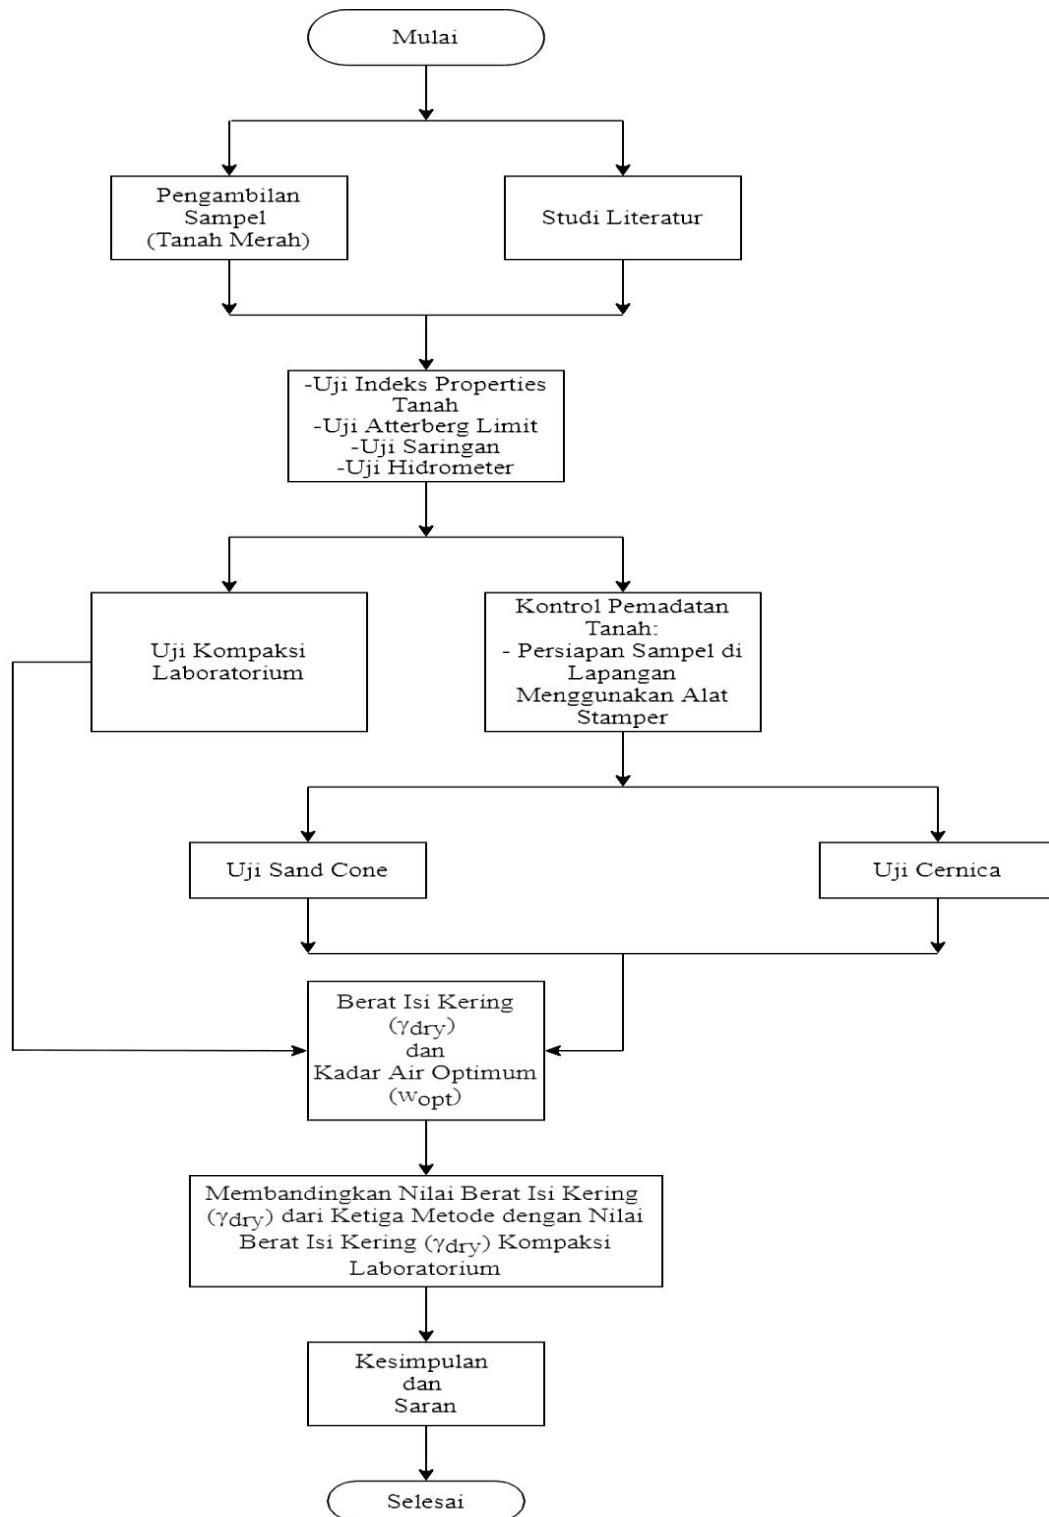 Mulai
Pengambilan
Sampel
(Tanah Merah)
Studi Literatur
-Uji Indeks Properties
Tanah
-Uji Atterberg Limit
-Uji Saringan
-Uji Hidrometer
Uji Kompaksi
Laboratorium
Kontrol Pemadatan
Tanah:
- Persiapan Sampel di
Lapangan
Menggunakan Alat
Stamper
Uji Sand Cone
Uji Cernica
Berat Isi Kering
(γdry)
dan
Kadar Air Optimum
(wopt)
Membandingkan Nilai Berat Isi Kering
(γdry) dari Ketiga Metode dengan Nilai
Berat Isi Kering (γdry) Kompaksi
Laboratorium
Kesimpulan
dan
Saran
Selesai